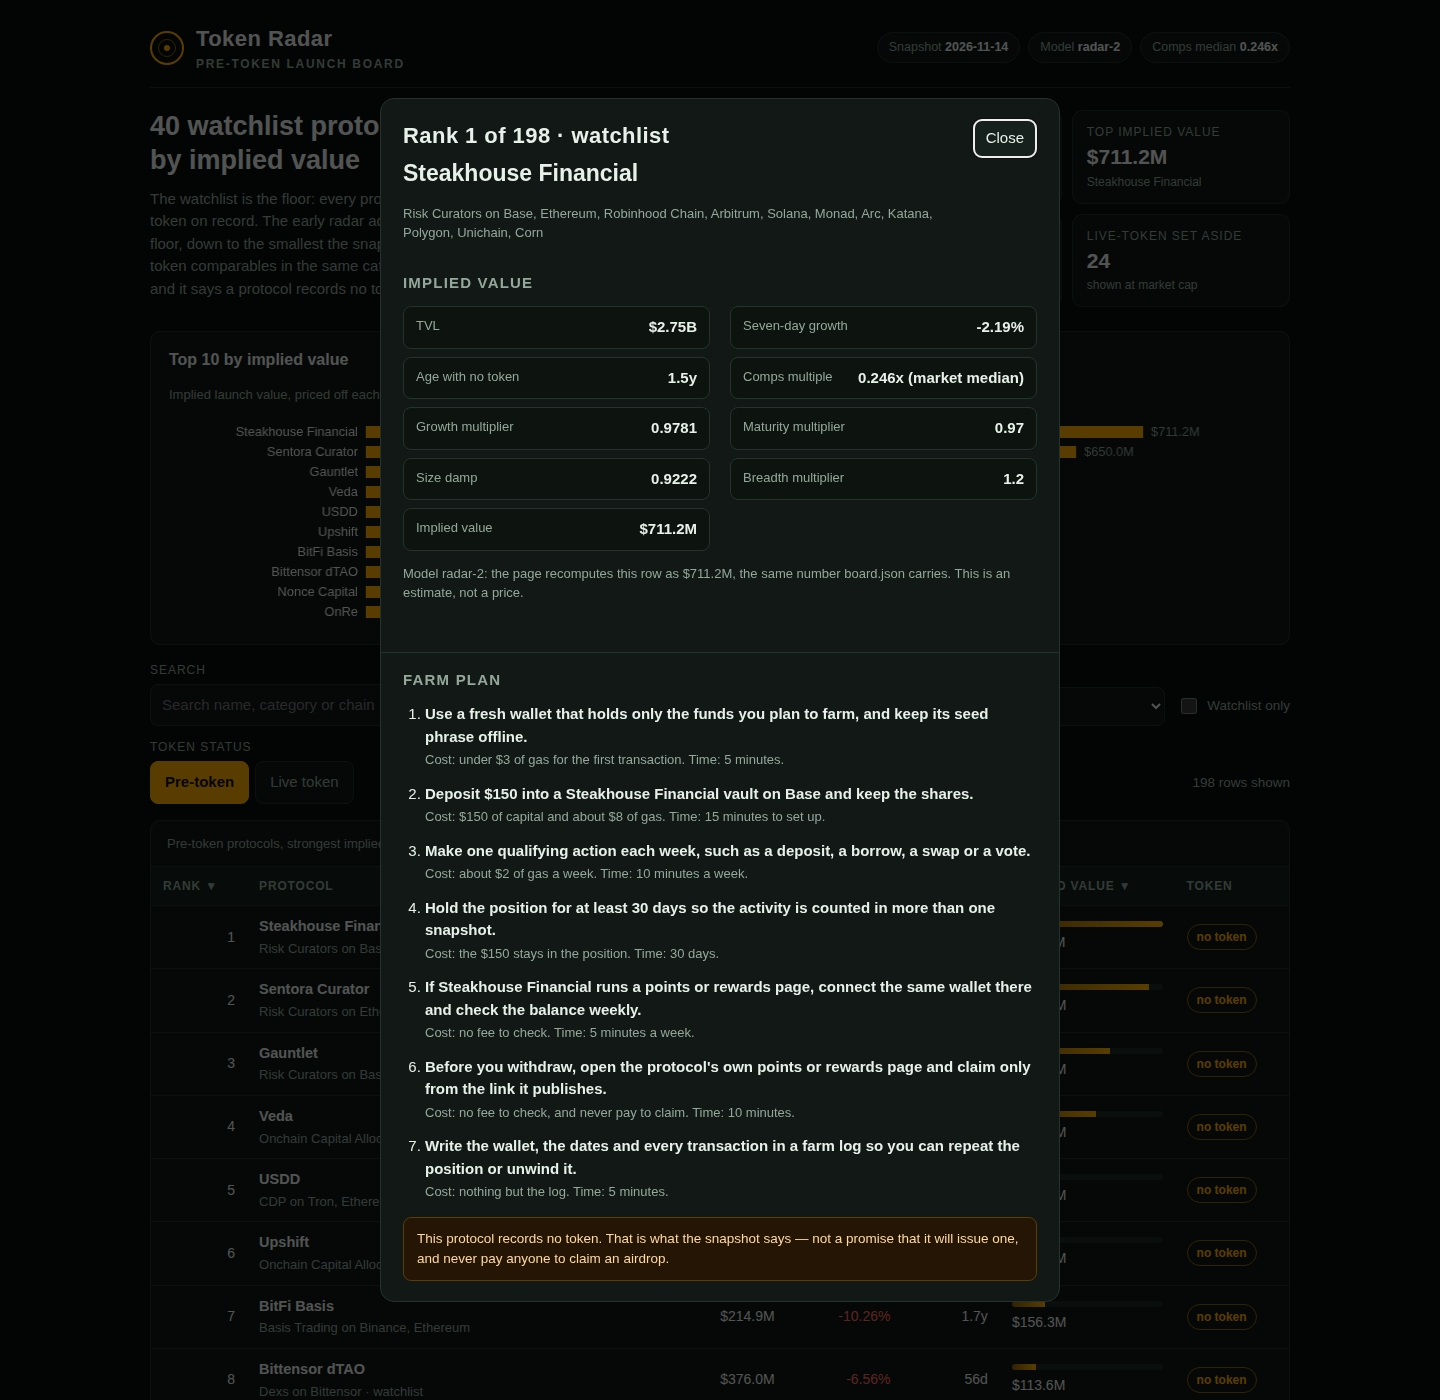 Token Radar
PRE-TOKEN LAUNCH BOARD
Snapshot 2026-11-14
Model radar-2
Comps median 0.246x
40 watchlist proto
by implied value
The watchlist is the floor: every pro
token on record. The early radar ad
floor, down to the smallest the snap
token comparables in the same cat
and it says a protocol records no to
TOP IMPLIED VALUE
$711.2M
Steakhouse Financial
LIVE-TOKEN SET ASIDE
24
shown at market cap
Top 10 by implied value
Implied launch value, priced off each
Steakhouse Financial
$711.2M
Sentora Curator
$650.0M
Gauntlet
Veda
USDD
Upshift
BitFi Basis
Bittensor dTAO
Nonce Capital
OnRe
SEARCH
Search name, category or chain
Watchlist only
TOKEN STATUS
Pre-token
Live token
198 rows shown
Rank 1 of 198 · watchlist
Close
Steakhouse Financial
Risk Curators on Base, Ethereum, Robinhood Chain, Arbitrum, Solana, Monad, Arc, Katana,
Polygon, Unichain, Corn
IMPLIED VALUE
TVL $2.75B
Seven-day growth -2.19%
Age with no token 1.5y
Comps multiple 0.246x (market median)
Growth multiplier 0.9781
Maturity multiplier 0.97
Size damp 0.9222
Breadth multiplier 1.2
Implied value $711.2M
Model radar-2: the page recomputes this row as $711.2M, the same number board.json carries. This is an
estimate, not a price.
FARM PLAN
1. Use a fresh wallet that holds only the funds you plan to farm, and keep its seed
phrase offline.
Cost: under $3 of gas for the first transaction. Time: 5 minutes.
2. Deposit $150 into a Steakhouse Financial vault on Base and keep the shares.
Cost: $150 of capital and about $8 of gas. Time: 15 minutes to set up.
3. Make one qualifying action each week, such as a deposit, a borrow, a swap or a vote.
Cost: about $2 of gas a week. Time: 10 minutes a week.
4. Hold the position for at least 30 days so the activity is counted in more than one
snapshot.
Cost: the $150 stays in the position. Time: 30 days.
5. If Steakhouse Financial runs a points or rewards page, connect the same wallet there
and check the balance weekly.
Cost: no fee to check. Time: 5 minutes a week.
6. Before you withdraw, open the protocol's own points or rewards page and claim only
from the link it publishes.
Cost: no fee to check, and never pay to claim. Time: 10 minutes.
7. Write the wallet, the dates and every transaction in a farm log so you can repeat the
position or unwind it.
Cost: nothing but the log. Time: 5 minutes.
This protocol records no token. That is what the snapshot says — not a promise that it will issue one,
and never pay anyone to claim an airdrop.
Pre-token protocols, strongest implied
RANK ▼ PROTOCOL VALUE ▼ TOKEN
1 Steakhouse Finan
Risk Curators on Bas
no token
2 Sentora Curator
Risk Curators on Eth
no token
3 Gauntlet
Risk Curators on Bas
no token
4 Veda
Onchain Capital Alloc
no token
5 USDD
CDP on Tron, Ethere
no token
6 Upshift
Onchain Capital Alloc
no token
7 BitFi Basis
Basis Trading on Binance, Ethereum
$214.9M -10.26% 1.7y $156.3M no token
8 Bittensor dTAO
Dexs on Bittensor · watchlist
$376.0M -6.56% 56d $113.6M no token